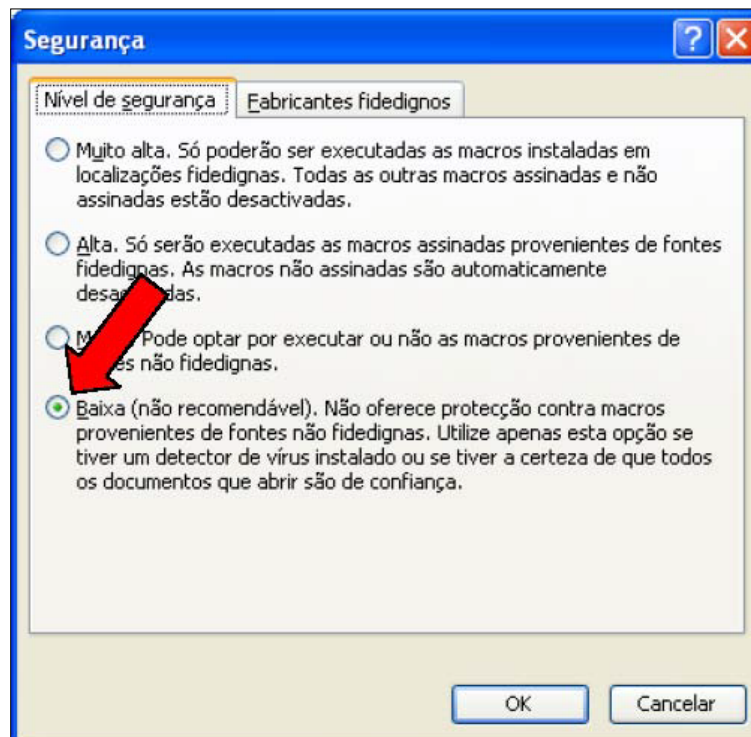 Segurança
Nível de segurança Fabricantes fidedignos
Muito alta. Só poderão ser executadas as macros instaladas em
localizações fidedignas. Todas as outras macros assinadas e não
assinadas estão desactivadas.
Alta. Só serão executadas as macros assinadas provenientes de fontes
fidedignas. As macros não assinadas são automaticamente
Pode optar por executar ou não as macros provenientes de
não fidedignas.
Baixa (não recomendável). Não oferece protecção contra macros
provenientes de fontes não fidedignas. Utilize apenas esta opção se
tiver um detector de vírus instalado ou se tiver a certeza de que todos
os documentos que abrir são de confiança.
OK Cancelar